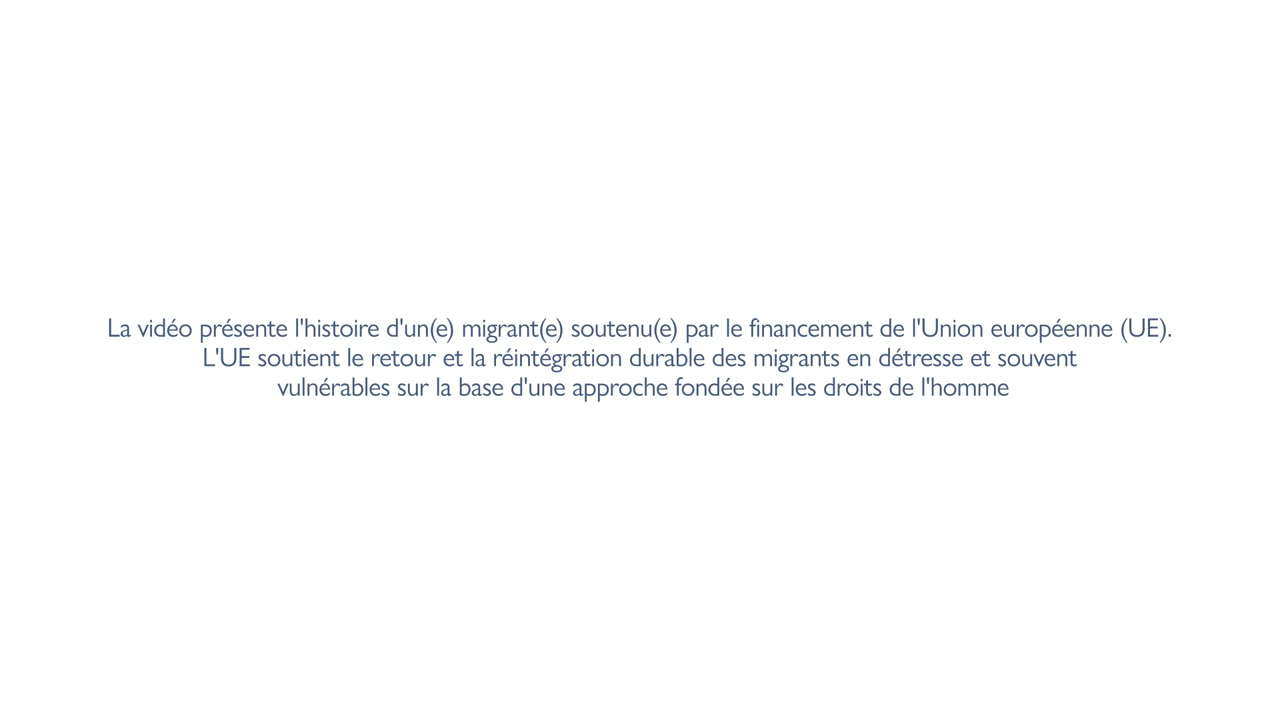 La vidéo présente l'histoire d'un(e) migrant(e) soutenu(e) par le financement de l'Union européenne (UE).
L'UE soutient le retour et la réintégration durable des migrants en détresse et souvent
vulnérables sur la base d'une approche fondée sur les droits de l'homme